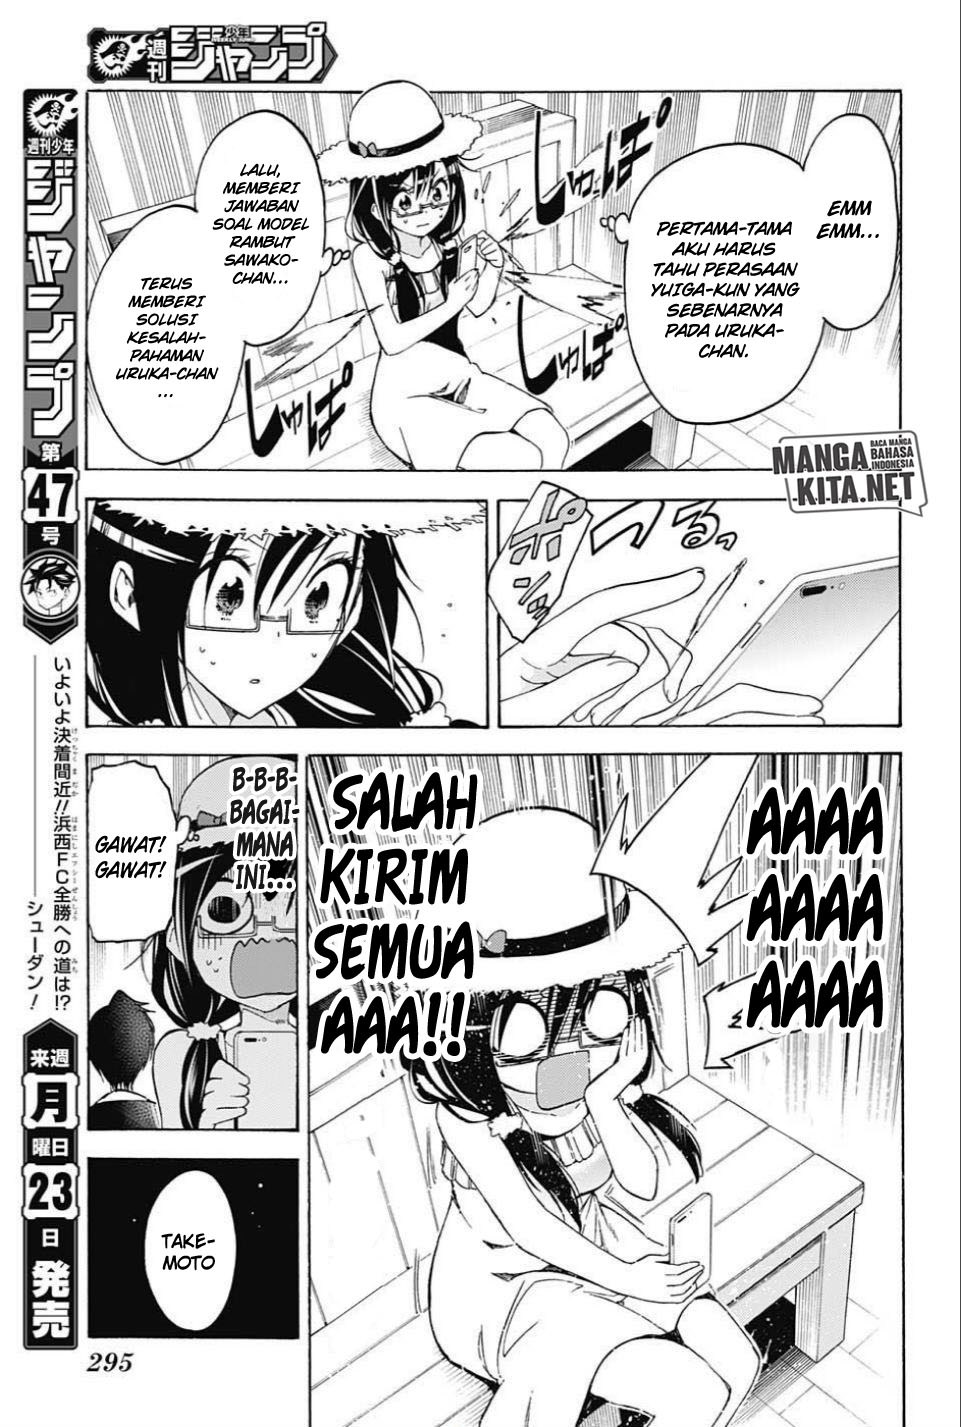 少年
週刊
ジャンプ
週刊少年
ジャンプ
第
47
号
いよいよ決着間近!!浜西FC全勝への道は!?
シューダン!
来週
月
曜日
23
日
発売
EMM
EMM...
PERTAMA-TAMA
AKU HARUS
TAHU PERASAAN
YUIGA-KUN YANG
SEBENARNYA
PADA URUKA-
CHAN.
しゅぱ
しゅぱ
しゅぱ
LALU,
MEMBERI
JAWABAN
SOAL MODEL
RAMBUT
SAWAKO-
CHAN...
TERUS
MEMBERI
SOLUSI
KESALAH-
PAHAMAN
URUKA-CHAN
...
MANGA
KITA.NET
BACA MANGA
BAHASA
INDONESIA
つるっ
ポンッ
AAAA
AAAA
AAAA
SALAH
KIRIM
SEMUA
AAA!!
B-B-B-
BAGAI-
MANA
INI...
GAWAT!
GAWAT!
TAKE-
MOTO
295